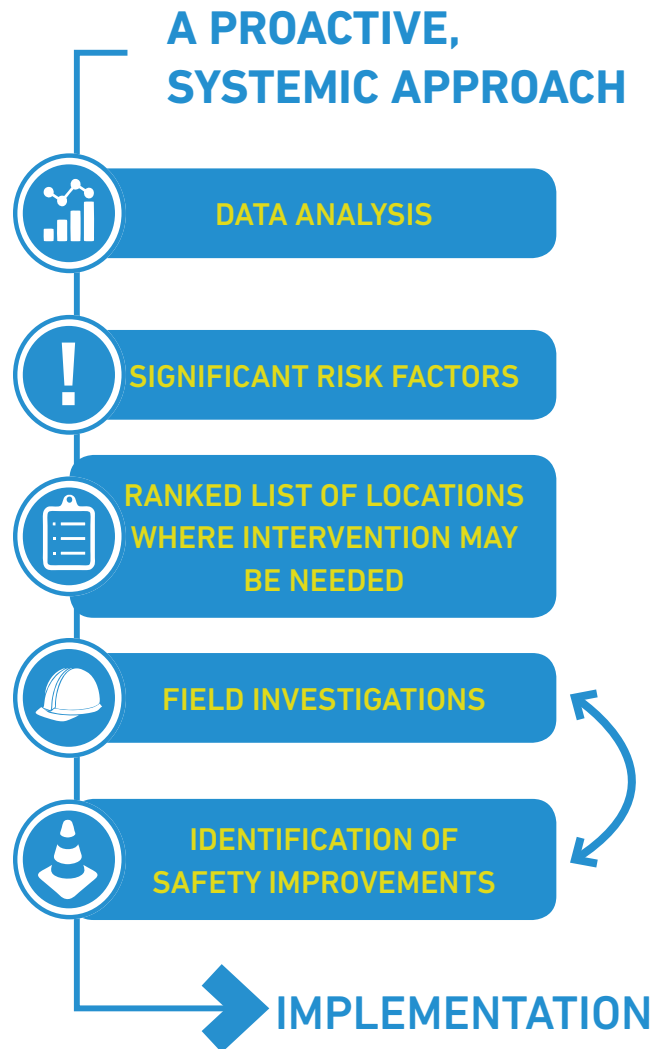 A PROACTIVE,
SYSTEMIC APPROACH
DATA ANALYSIS
SIGNIFICANT RISK FACTORS
RANKED LIST OF LOCATIONS
WHERE INTERVENTION MAY
BE NEEDED
FIELD INVESTIGATIONS
IDENTIFICATION OF
SAFETY IMPROVEMENTS
IMPLEMENTATION